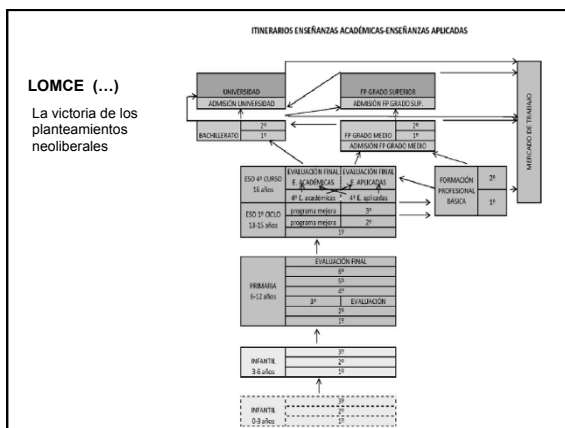 ITINERARIOS ENSEÑANZAS ACADÉMICAS-ENSEÑANZAS APLICADAS
LOMCE (...)
La victoria de los
planteamientos
neoliberales
UNIVERSIDAD
ADMISIÓN UNIVERSIDAD
FP GRADO SUPERIOR
ADMISIÓN FP GRADO SUP.
MERCADO DE TRABAJO
BACHILLERATO
2º
1º
FP GRADO MEDIO
2º
1º
ADMISIÓN FP GRADO MEDIO
ESO 4º CURSO
16 años
EVALUACIÓN FINAL
E. ACADÉMICAS
EVALUACIÓN FINAL
E. APLICADAS
4º E. académicas
4º E. aplicadas
ESO 1º CICLO
13-15 años
programa mejora
3º
programa mejora
2º
1º
FORMACIÓN
PROFESIONAL
BÁSICA
2º
1º
PRIMARIA
6-12 años
EVALUACIÓN FINAL
6º
5º
4º
3º
EVALUACIÓN
2º
1º
INFANTIL
3-6 años
3º
2º
1º
INFANTIL
0-3 años
3º
2º
1º